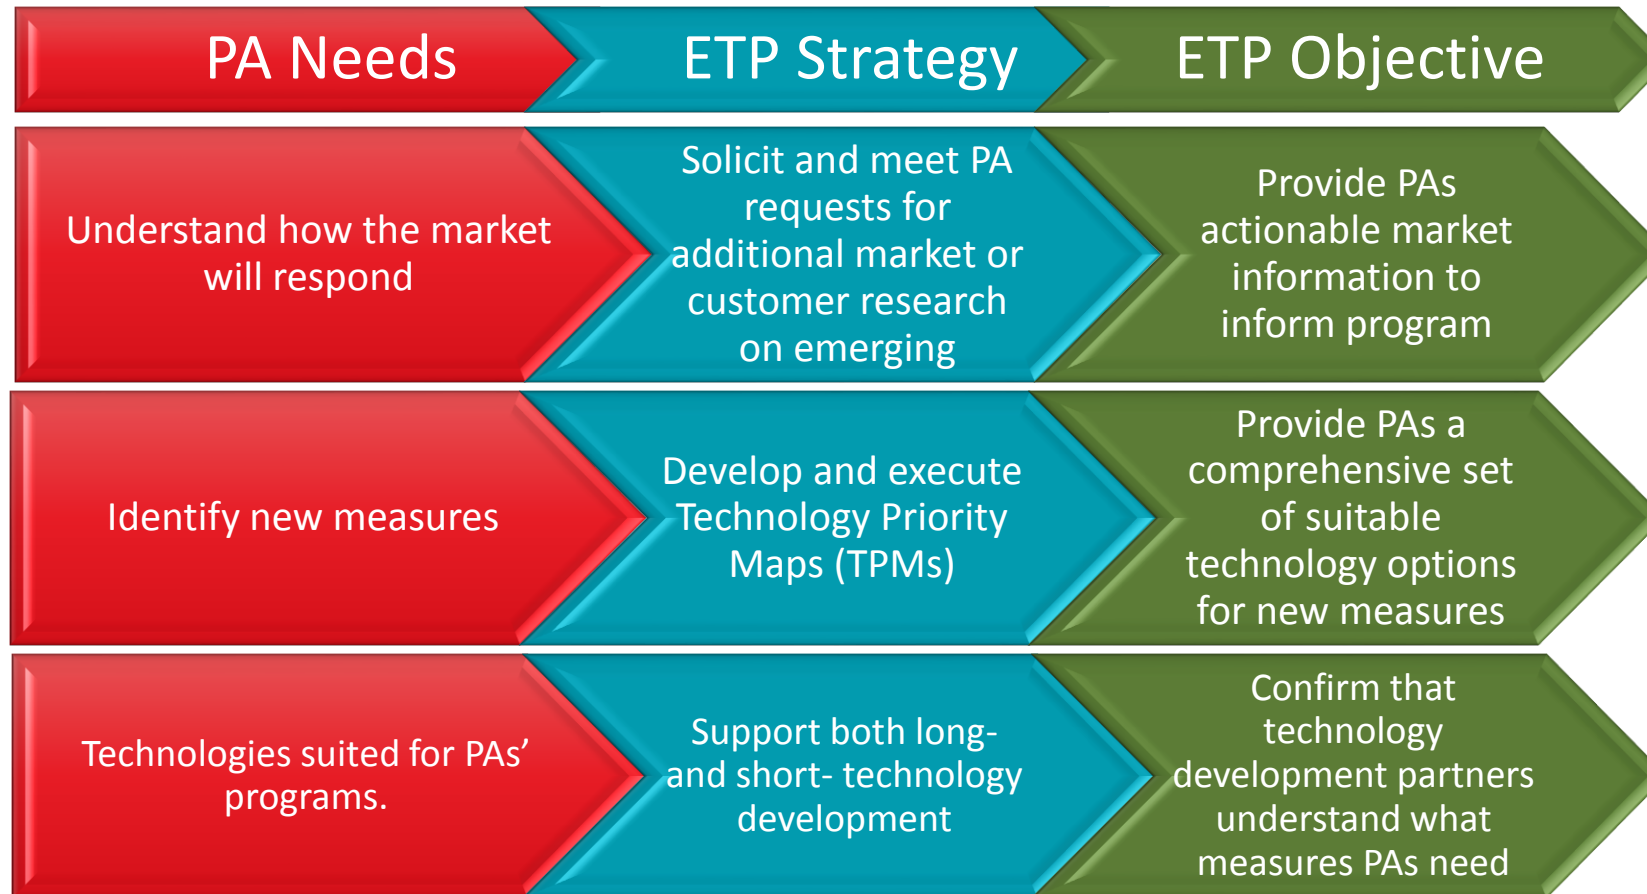 PA Needs
ETP Strategy
ETP Objective
Understand how the market
will respond
Solicit and meet PA
requests for
additional market or
customer research
on emerging
Provide PAs
actionable market
information to
inform program
Identify new measures
Develop and execute
Technology Priority
Maps (TPMs)
Provide PAs a
comprehensive set
of suitable
technology options
for new measures
Technologies suited for PAs’
programs.
Support both long-
and short- technology
development
Confirm that
technology
development partners
understand what
measures PAs need